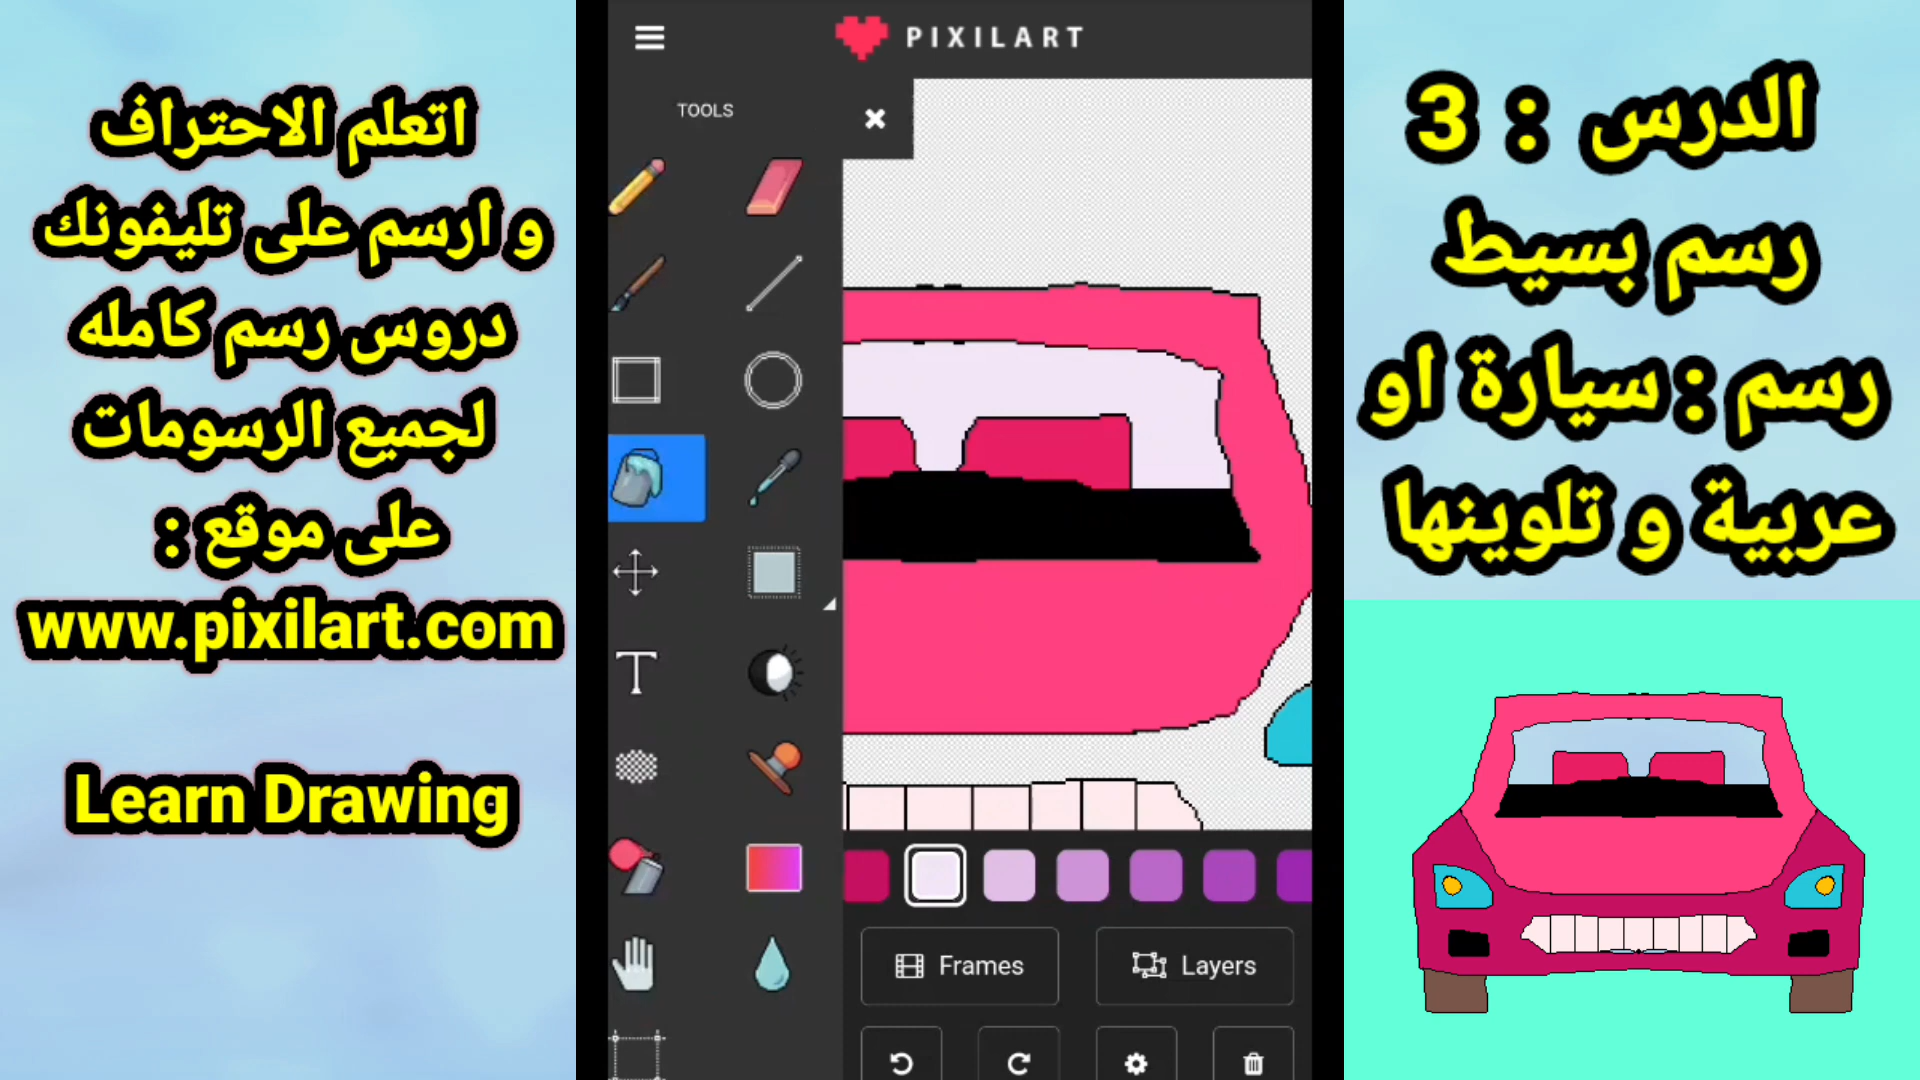 اتعلم الاحتراف
و ارسم على تليفونك
دروس رسم كامله
لجميع الرسومات
على موقع :
www.pixilart.com
Learn Drawing
PIXILART
TOOLS
Frames
Layers
الدرس : 3
رسم بسيط
رسم : سيارة او
عربية و تلوينها